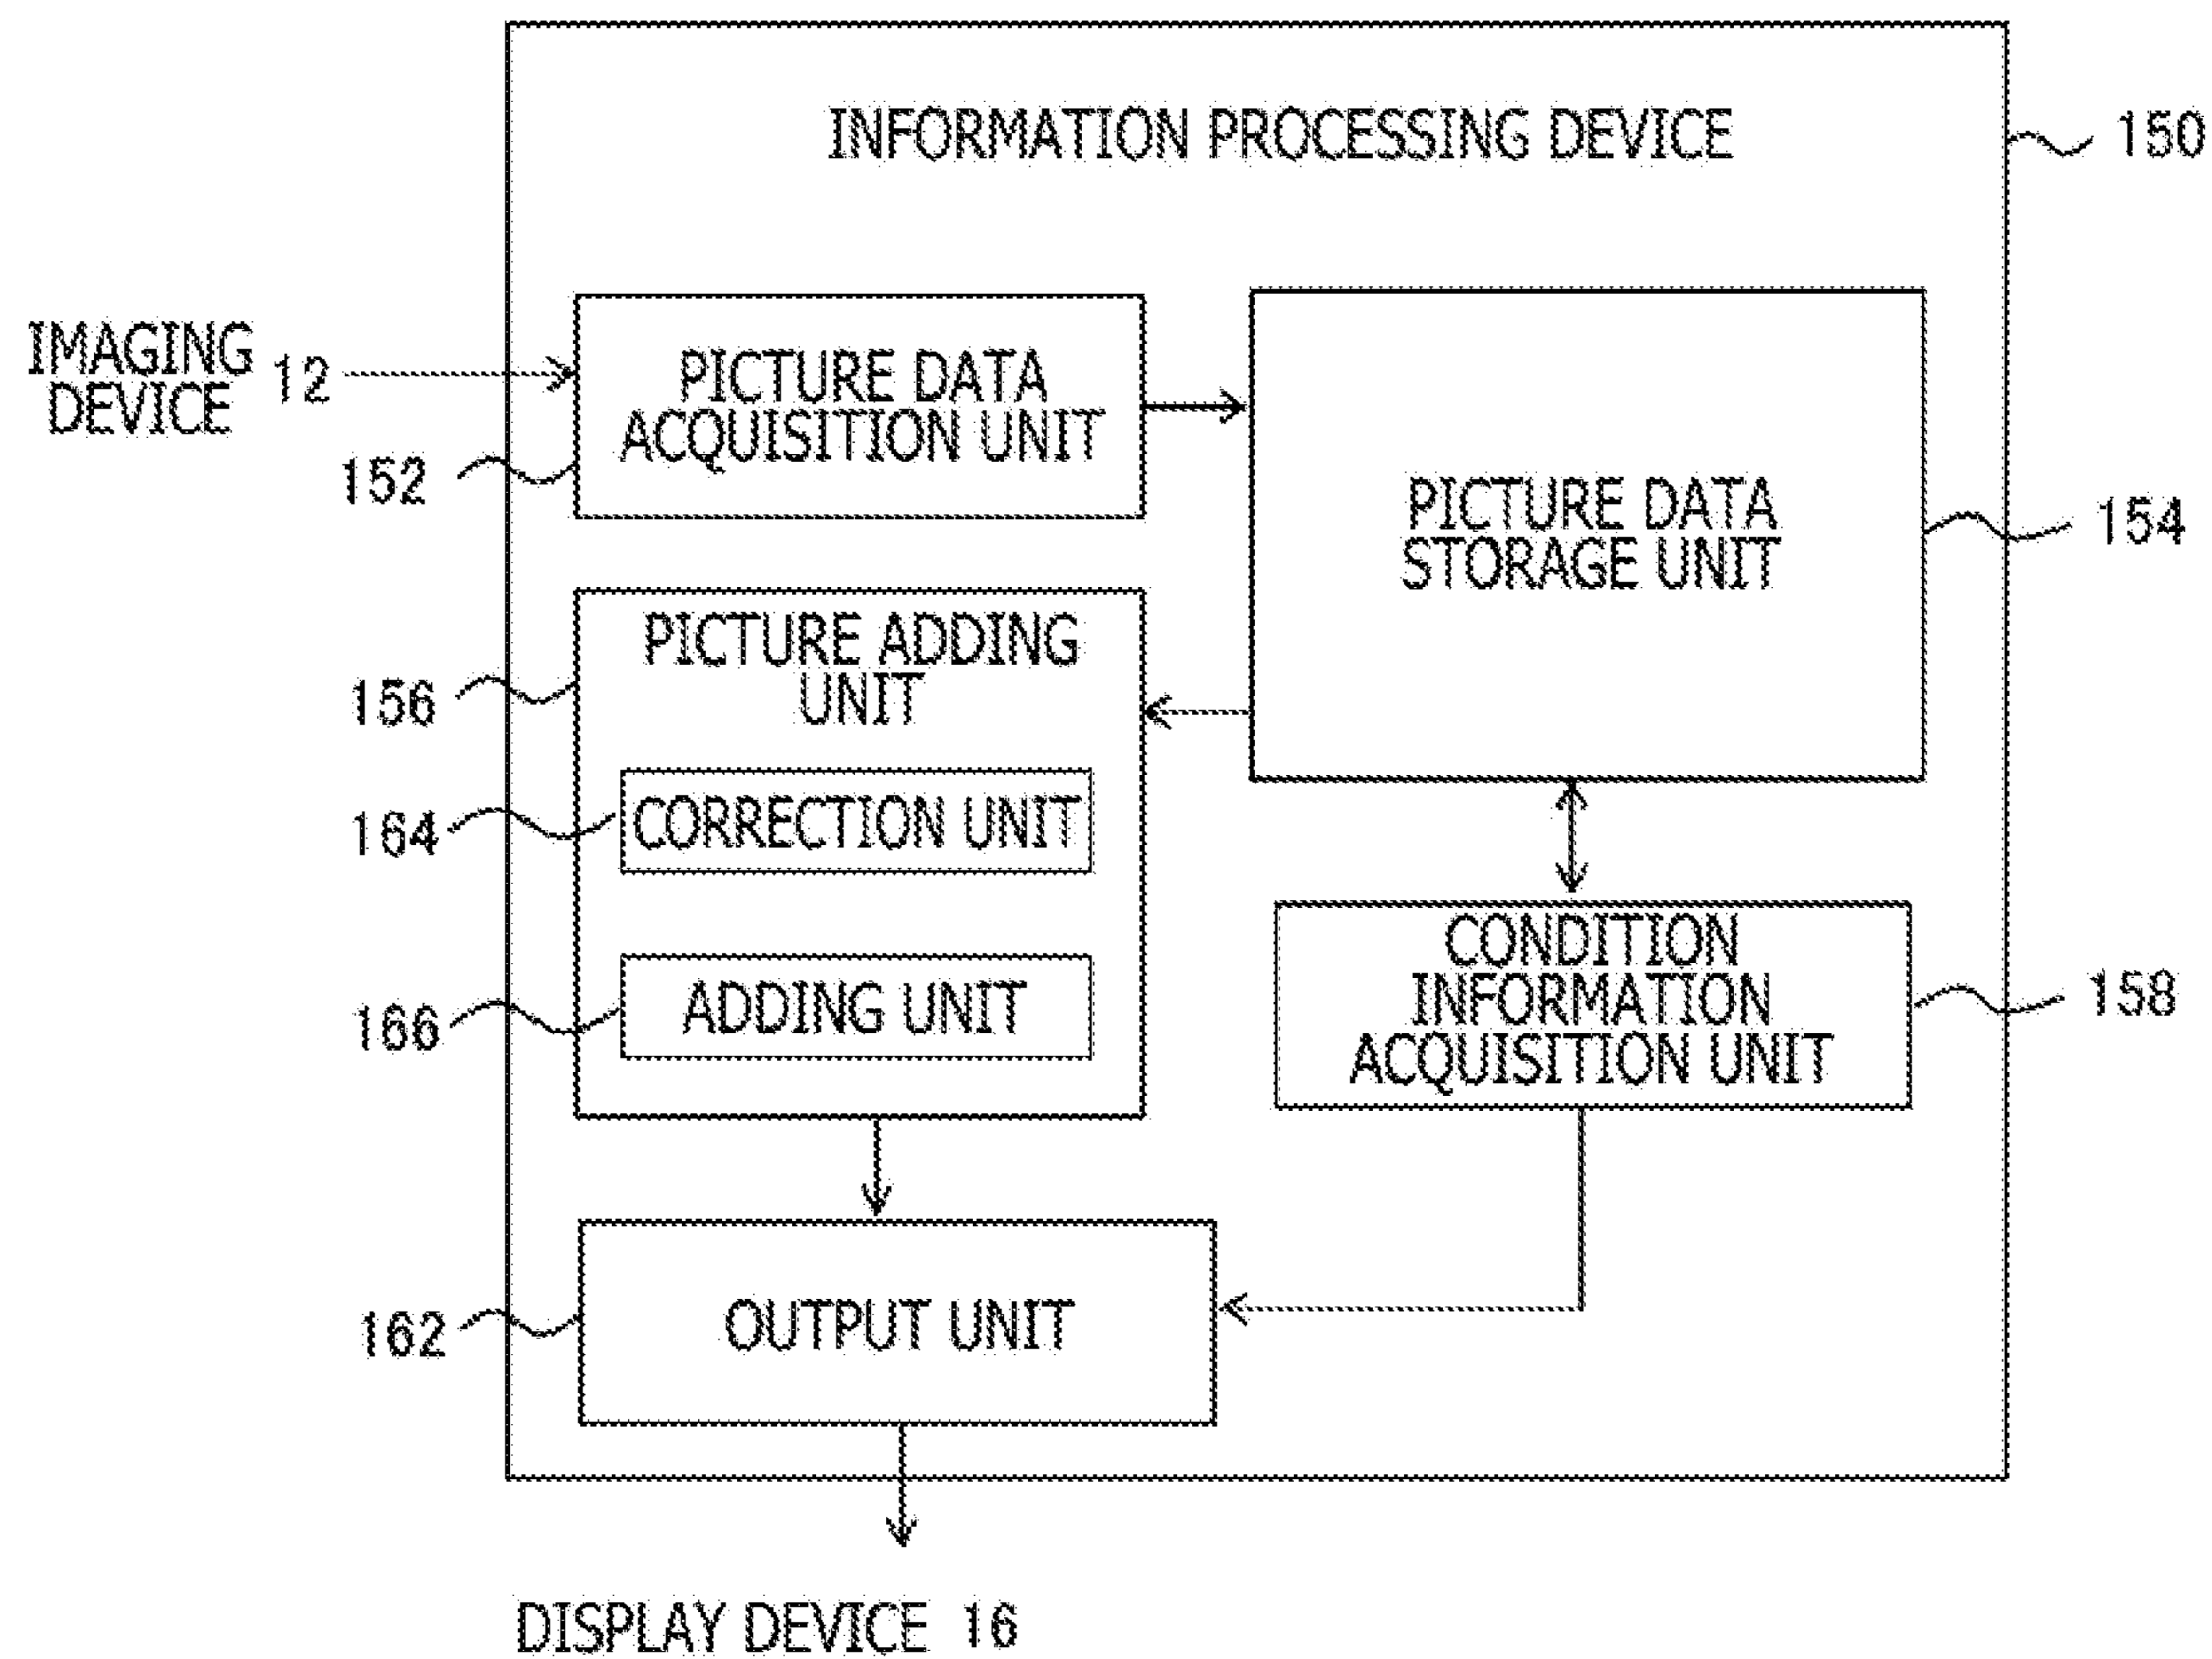 INFORMATION PROCESSING DEVICE
150
IMAGING
DEVICE 12
PICTURE DATA
ACQUISITION UNIT
152
PICTURE DATA
STORAGE UNIT
154
PICTURE ADDING
UNIT
156
CORRECTION UNIT
164
ADDING UNIT
166
CONDITION
INFORMATION
ACQUISITION UNIT
158
OUTPUT UNIT
162
DISPLAY DEVICE 16